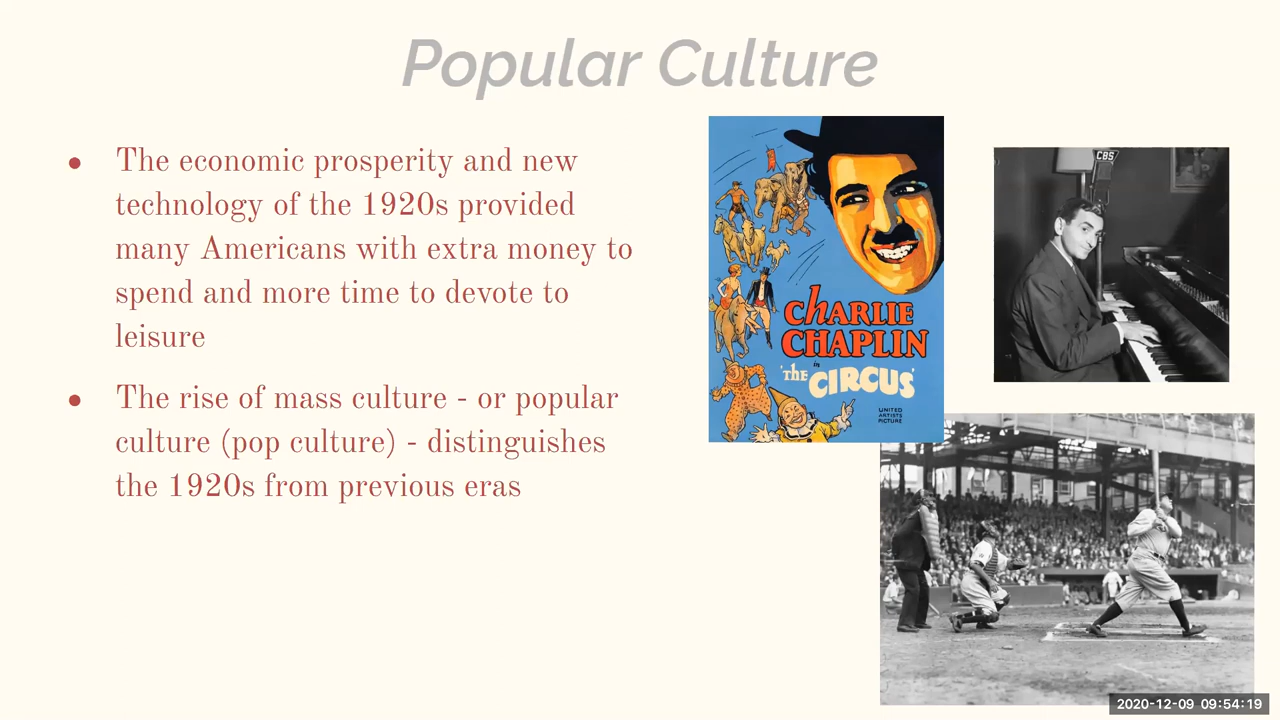 Popular Culture
● The economic prosperity and new
technology of the 1920s provided
many Americans with extra money to
spend and more time to devote to
leisure
● The rise of mass culture - or popular
culture (pop culture) - distinguishes
the 1920s from previous eras
CHARLIE
CHAPLIN
in
'the CIRCUS'
UNITED
ARTISTS
PICTURE
CBS
2020-12-09 09:54:19